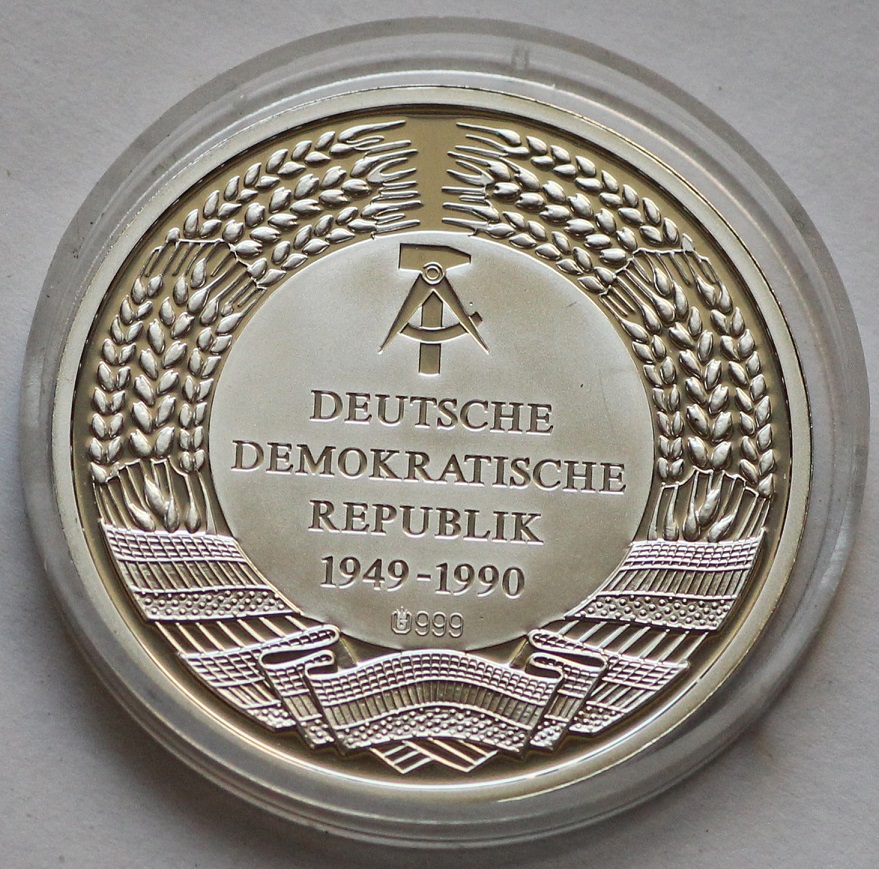 DEUTSCHE
DEMOKRATISCHE
REPUBLIK
1949-1990
999